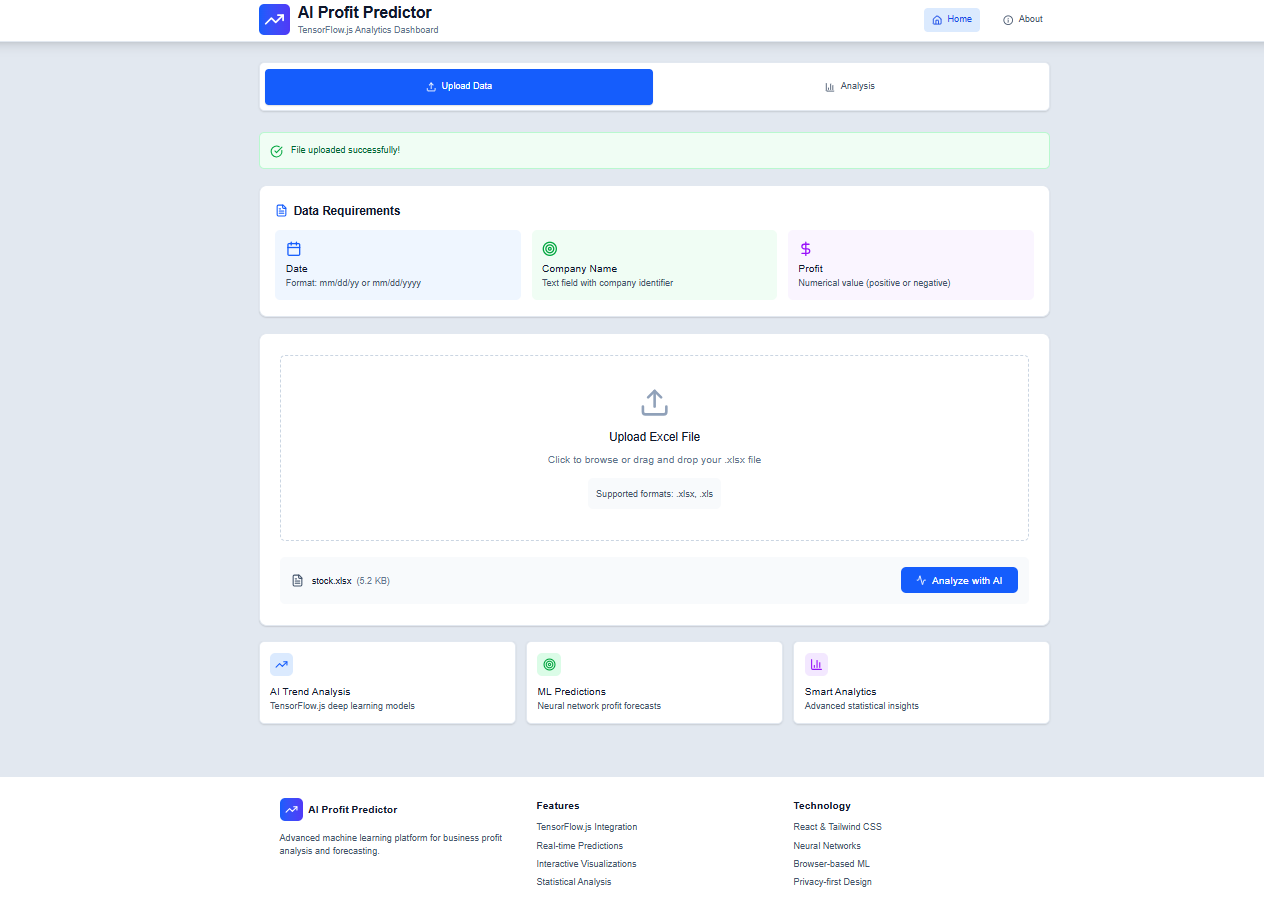 AI Profit Predictor
TensorFlow.js Analytics Dashboard
Home
About
Upload Data
Analysis
File uploaded successfully!
Data Requirements
Date
Format: mm/dd/yy or mm/dd/yyyy
Company Name
Text field with company identifier
Profit
Numerical value (positive or negative)
Upload Excel File
Click to browse or drag and drop your .xlsx file
Supported formats: .xlsx, .xls
stock.xlsx (5.2 KB)
Analyze with AI
AI Trend Analysis
TensorFlow.js deep learning models
ML Predictions
Neural network profit forecasts
Smart Analytics
Advanced statistical insights
AI Profit Predictor
Advanced machine learning platform for business profit
analysis and forecasting.
Features
TensorFlow.js Integration
Real-time Predictions
Interactive Visualizations
Statistical Analysis
Technology
React & Tailwind CSS
Neural Networks
Browser-based ML
Privacy-first Design